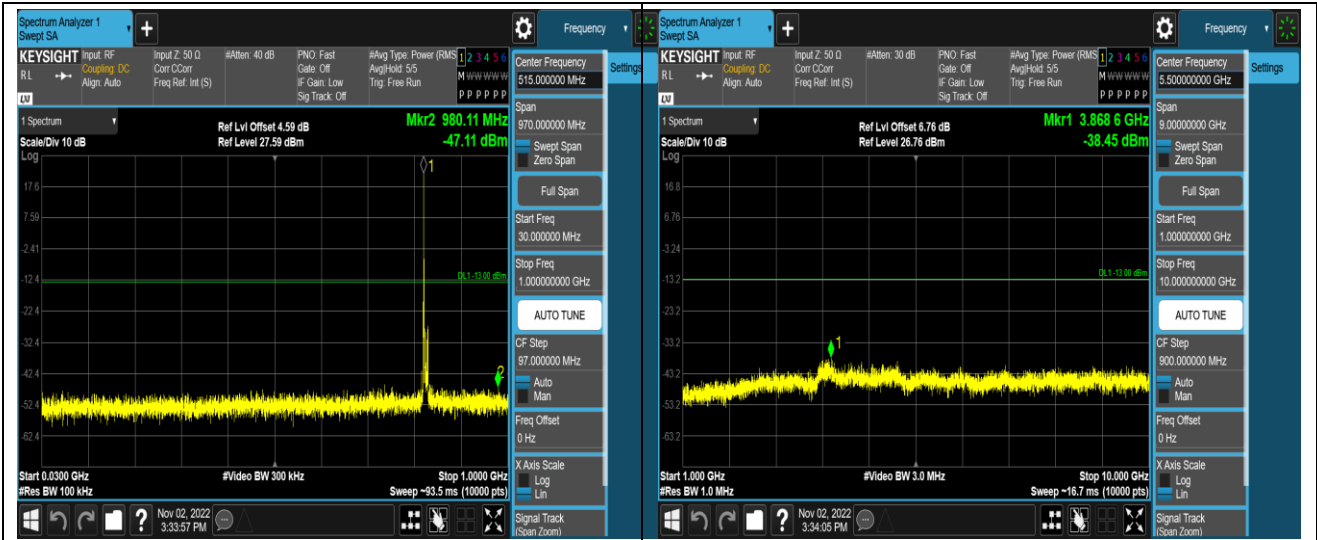 Spectrum Analyzer 1
Swept SA
+
Frequency
KEYSIGHT
Input: RF
Coupling: DC
Align: Auto
Input Z: 50 Ω
Corr CCorr
Freq Ref: Int (S)
#Atten: 40 dB
PNO: Fast
Gate: Off
IF Gain: Low
Sig Track: Off
#Avg Type: Power (RMS
Avg|Hold: 5/5
Trig: Free Run
1 2 3 4 5 6
M W W W W W
P P P P P P
RL
LXI
Center Frequency
515.000000 MHz
Settings
Span
970.000000 MHz
Swept Span
Zero Span
Full Span
Start Freq
30.000000 MHz
Stop Freq
1.000000000 GHz
AUTO TUNE
CF Step
97.000000 MHz
Auto
Man
Freq Offset
0 Hz
X Axis Scale
Log
Lin
Signal Track
(Span Zoom)
1 Spectrum
Scale/Div 10 dB
Log
Ref Lvl Offset 4.59 dB
Ref Level 27.59 dBm
Mkr2 980.11 MHz
-47.11 dBm
1
17.6
7.59
-2.41
DL1 -13.00 dBm
-12.4
-22.4
-32.4
-42.4
2
-52.4
-62.4
Start 0.0300 GHz
#Res BW 100 kHz
#Video BW 300 kHz
Stop 1.0000 GHz
Sweep ~93.5 ms (10000 pts)
?
Nov 02, 2022
3:33:57 PM
Spectrum Analyzer 1
Swept SA
+
Frequency
KEYSIGHT
Input: RF
Coupling: DC
Align: Auto
Input Z: 50 Ω
Corr CCorr
Freq Ref: Int (S)
#Atten: 30 dB
PNO: Fast
Gate: Off
IF Gain: Low
Sig Track: Off
#Avg Type: Power (RMS
Avg|Hold: 5/5
Trig: Free Run
1 2 3 4 5 6
M W W W W W
P P P P P P
RL
LXI
Center Frequency
5.500000000 GHz
Settings
Span
9.00000000 GHz
Swept Span
Zero Span
Full Span
Start Freq
1.000000000 GHz
Stop Freq
10.000000000 GHz
AUTO TUNE
CF Step
900.000000 MHz
Auto
Man
Freq Offset
0 Hz
X Axis Scale
Log
Lin
Signal Track
(Span Zoom)
1 Spectrum
Scale/Div 10 dB
Log
Ref Lvl Offset 6.76 dB
Ref Level 26.76 dBm
Mkr1 3.868 6 GHz
-38.45 dBm
16.8
6.76
-3.24
DL1 -13.00 dBm
-13.2
-23.2
-33.2
1
-43.2
-53.2
-63.2
Start 1.000 GHz
#Res BW 1.0 MHz
#Video BW 3.0 MHz
Stop 10.000 GHz
Sweep ~16.7 ms (10000 pts)
?
Nov 02, 2022
3:34:05 PM